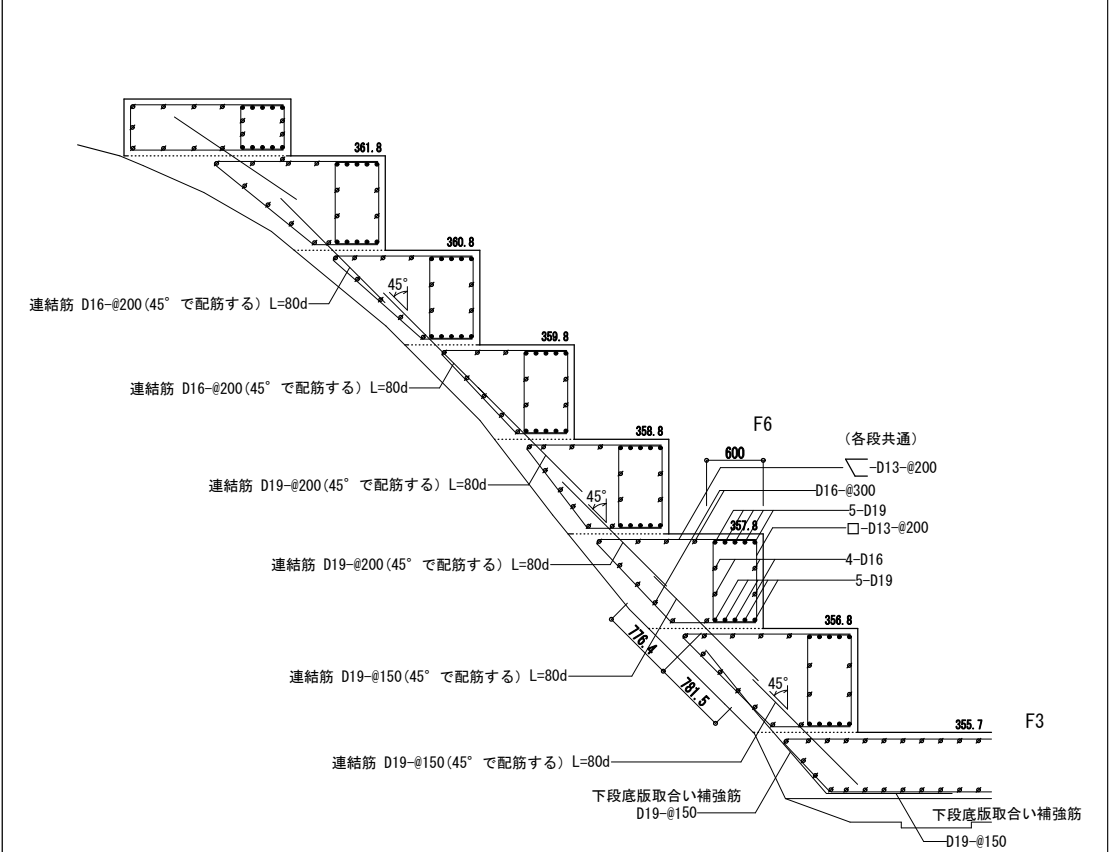 361.8
360.8
45°
連結筋 D16-@200(45° で配筋する) L=80d
359.8
連結筋 D16-@200(45° で配筋する) L=80d
358.8
F6
(各段共通)
600
-D13-@200
連結筋 D19-@200(45° で配筋する) L=80d
45°
D16-@300
5-D19
357.8
□-D13-@200
連結筋 D19-@200(45° で配筋する) L=80d
4-D16
5-D19
356.8
776.4
連結筋 D19-@150(45° で配筋する) L=80d
781.5
45°
355.7
F3
連結筋 D19-@150(45° で配筋する) L=80d
下段底版取合い補強筋
D19-@150
下段底版取合い補強筋
D19-@150